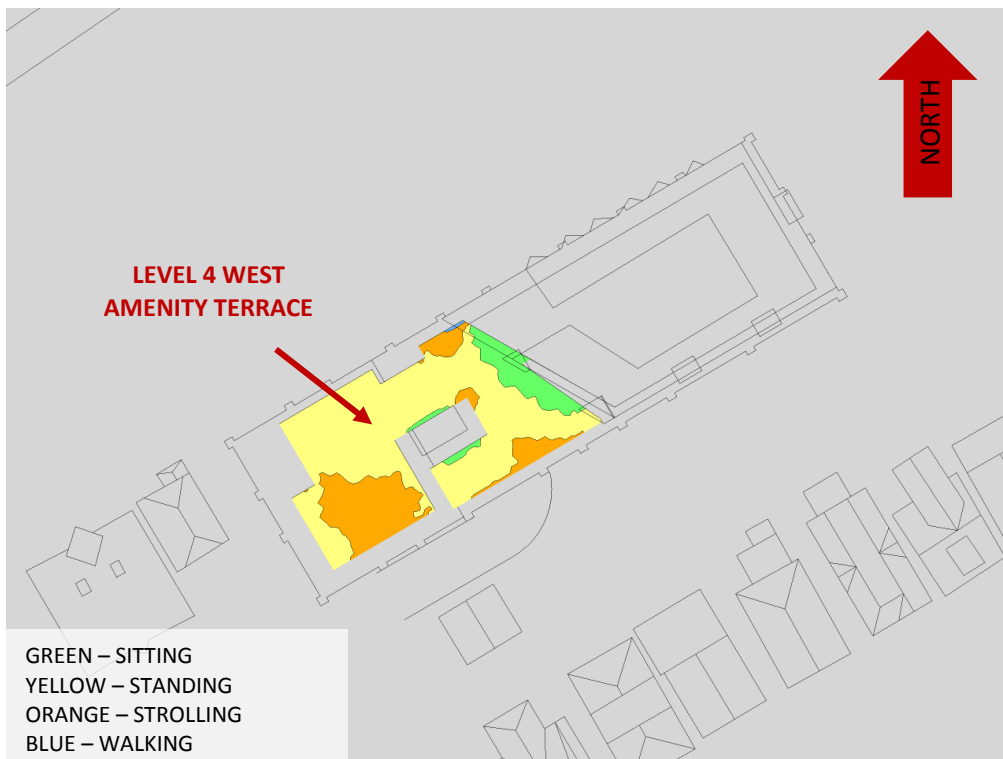 NORTH
LEVEL 4 WEST
AMENITY TERRACE
GREEN – SITTING
YELLOW – STANDING
ORANGE – STROLLING
BLUE – WALKING